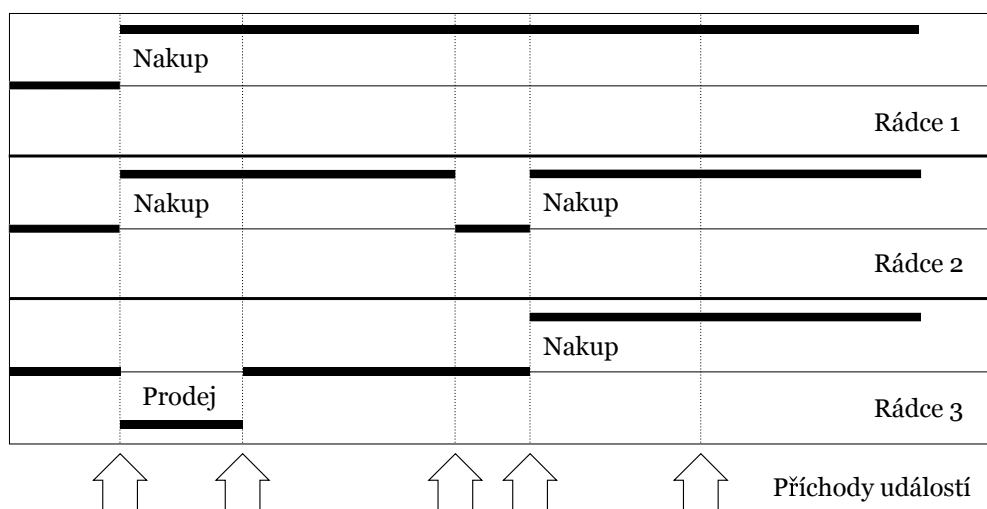 Nakup
Rádce 1
Nakup
Nakup
Rádce 2
Nakup
Prodej
Rádce 3
Příchody událostí